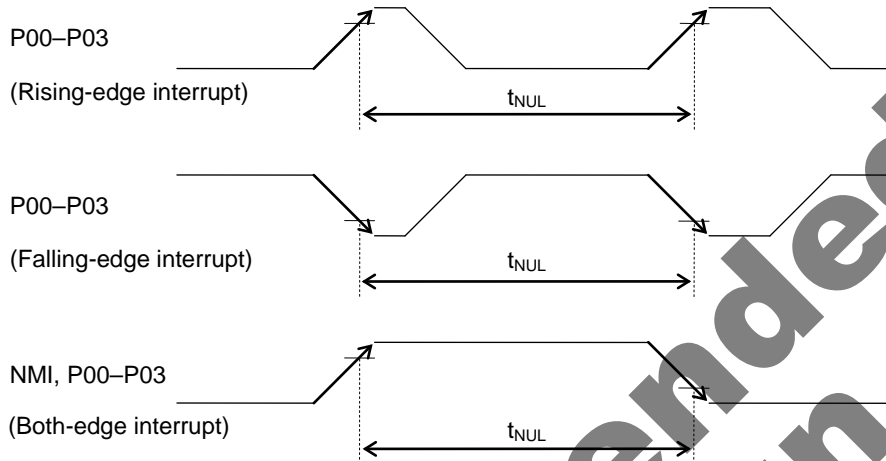 P00–P03
(Rising-edge interrupt)
tNUL
P00–P03
(Falling-edge interrupt)
tNUL
NMI, P00–P03
(Both-edge interrupt)
tNUL